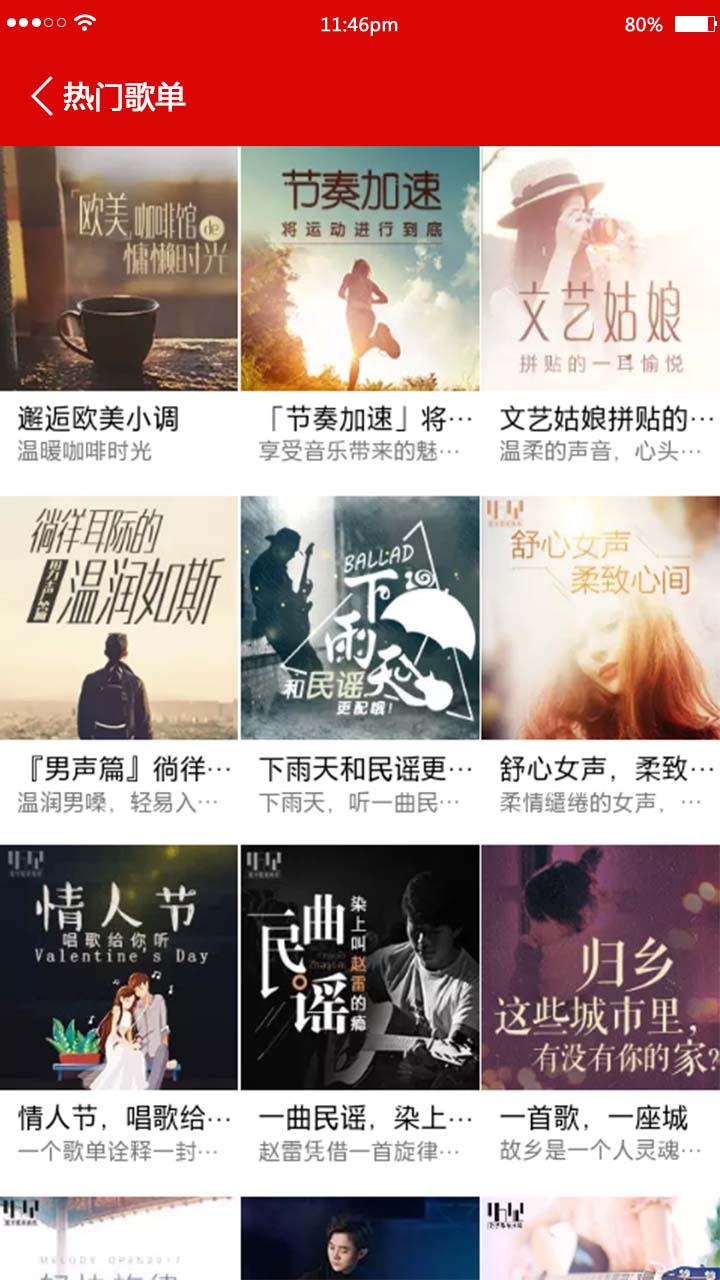 11:46pm
80%
热门歌单
「欧美」咖啡馆de
慵懒时光
节奏加速
将运动进行到底
文艺姑娘
拼贴的一耳愉悦
邂逅欧美小调
「节奏加速」将…
文艺姑娘拼贴的…
温暖咖啡时光
享受音乐带来的魅…
温柔的声音，心头…
徜徉耳际的
男声篇
温润如斯
BALLAD
下雨天
和民谣
更配哦!
舒心女声
柔致心间
『男声篇』徜徉…
下雨天和民谣更…
舒心女声，柔致…
温润男嗓，轻易入…
下雨天，听一曲民…
柔情缱绻的女声，…
情人节
唱歌给你听
Valentine's Day
一曲民谣
染上叫赵雷的瘾
归乡
这些城市里，
有没有你的家?
情人节，唱歌给…
一曲民谣，染上…
一首歌，一座城
一个歌单诠释一封…
赵雷凭借一首旋律…
故乡是一个人灵魂…
MELODY OPEN2017